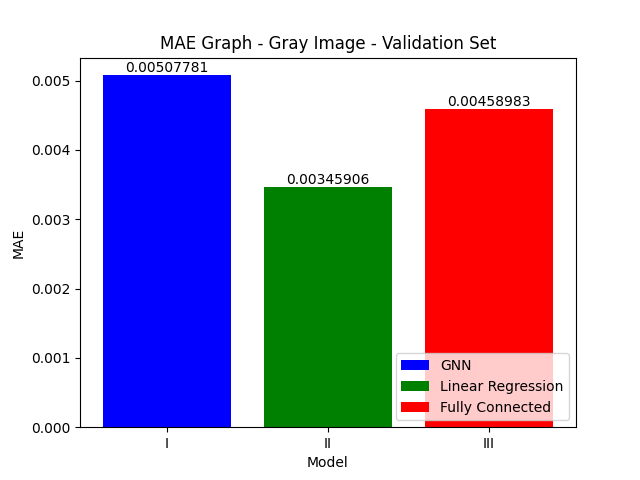 MAE Graph - Gray Image - Validation Set
0.00507781
0.00458983
0.00345906
0.005
0.004
0.003
0.002
0.001
0.000
MAE
GNN
Linear Regression
Fully Connected
I
II
III
Model